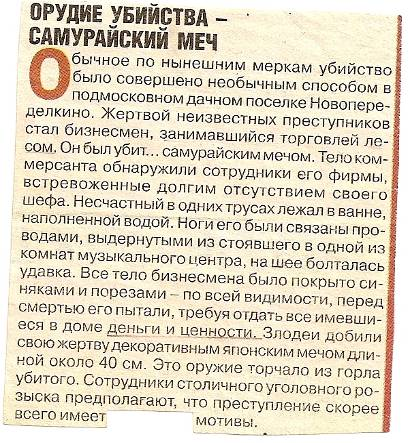 ОРУДИЕ УБИЙСТВА –
САМУРАЙСКИЙ МЕЧ
Обычное по нынешним меркам убийство
было совершено необычным способом в
подмосковном дачном поселке Новопере-
делкино. Жертвой неизвестных преступников
стал бизнесмен, занимавшийся торговлей ле-
сом. Он был убит... самурайским мечом. Тело ком-
мерсанта обнаружили сотрудники его фирмы,
встревоженные долгим отсутствием своего
шефа. Несчастный в одних трусах лежал в ванне,
наполненной водой. Ноги его были связаны про-
водами, выдернутыми из стоявшего в одной из
комнат музыкального центра, на шее болталась
удавка. Все тело бизнесмена было покрыто си-
няками и порезами – по всей видимости, перед
смертью его пытали, требуя отдать все имевши-
еся в доме деньги и ценности. Злодеи добили
свою жертву декоративным японским мечом дли-
ной около 40 см. Это оружие торчало из горла
убитого. Сотрудники столичного уголовного ро-
зыска предполагают, что преступление скорее
всего имеет мотивы.